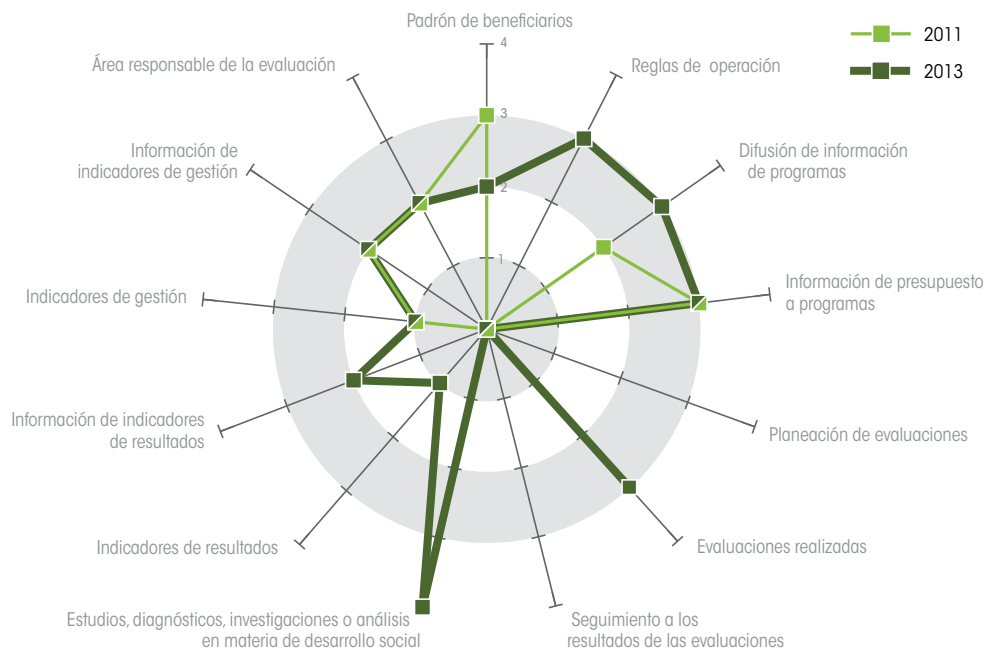 Padrón de beneficiarios
4
2011
2013
Área responsable de la evaluación
Reglas de operación
3
Información de
indicadores de gestión
Difusión de información
de programas
2
1
Indicadores de gestión
Información de presupuesto
a programas
Información de indicadores
de resultados
Planeación de evaluaciones
Indicadores de resultados
Evaluaciones realizadas
Estudios, diagnósticos, investigaciones o análisis
en materia de desarrollo social
Seguimiento a los
resultados de las evaluaciones